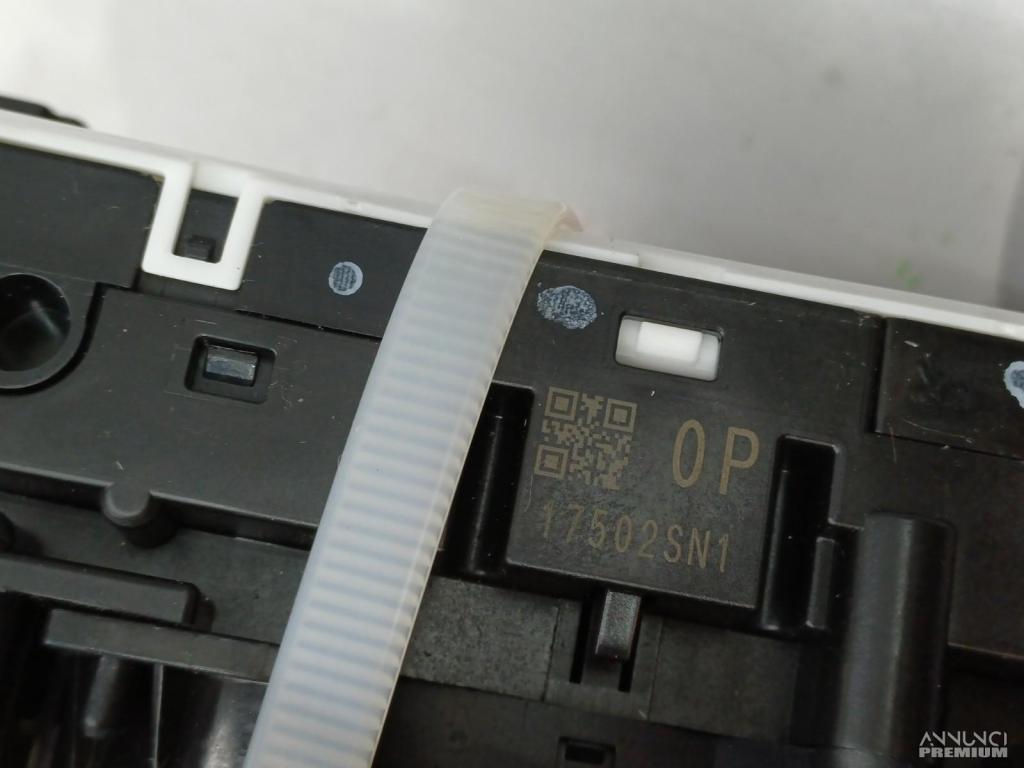 0P
17502SN1
ANNUNCI
PREMIUM